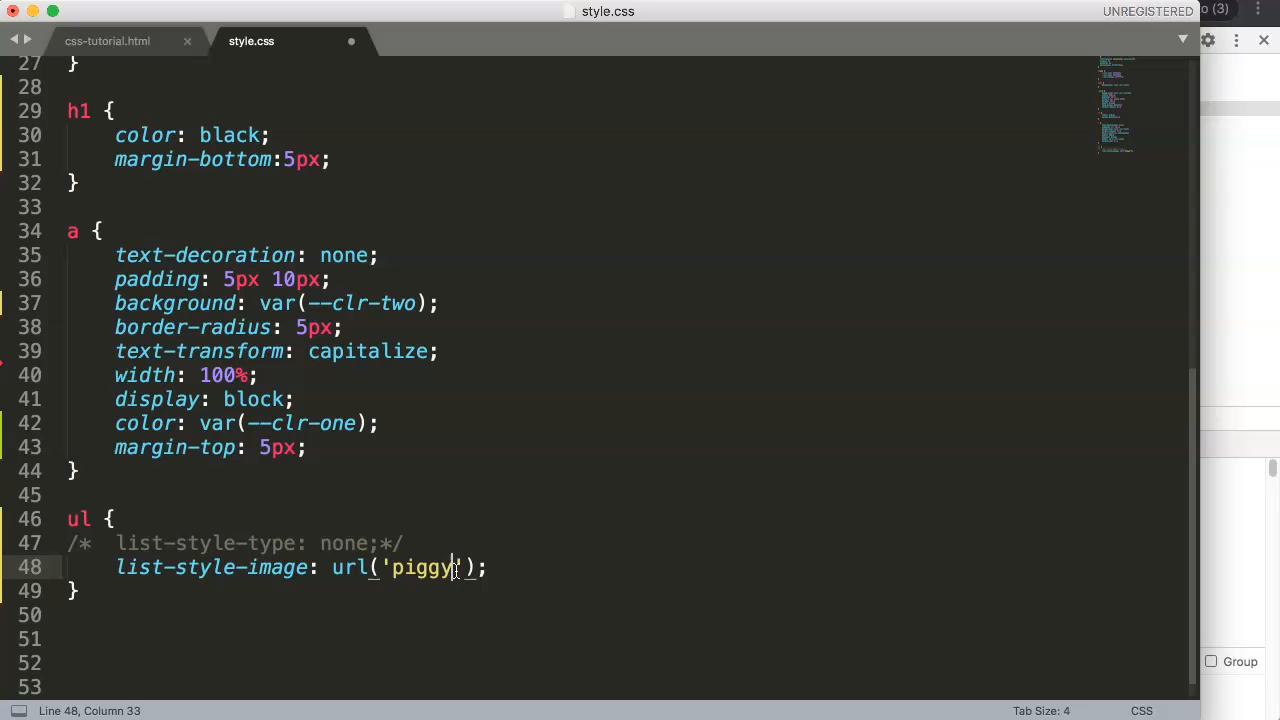 style.css
UNREGISTERED
(3)
css-tutorial.html
style.css
27 }
28
29 h1 {
30 color: black;
31 margin-bottom:5px;
32 }
33
34 a {
35 text-decoration: none;
36 padding: 5px 10px;
37 background: var(--clr-two);
38 border-radius: 5px;
39 text-transform: capitalize;
40 width: 100%;
41 display: block;
42 color: var(--clr-one);
43 margin-top: 5px;
44 }
45
46 ul {
47 /* list-style-type: none;*/
48 list-style-image: url('piggy');
49 }
50
51
52
53
Group
Line 48, Column 33
Tab Size: 4
CSS